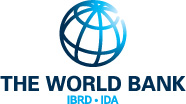 THE WORLD BANK
IBRD • IDA